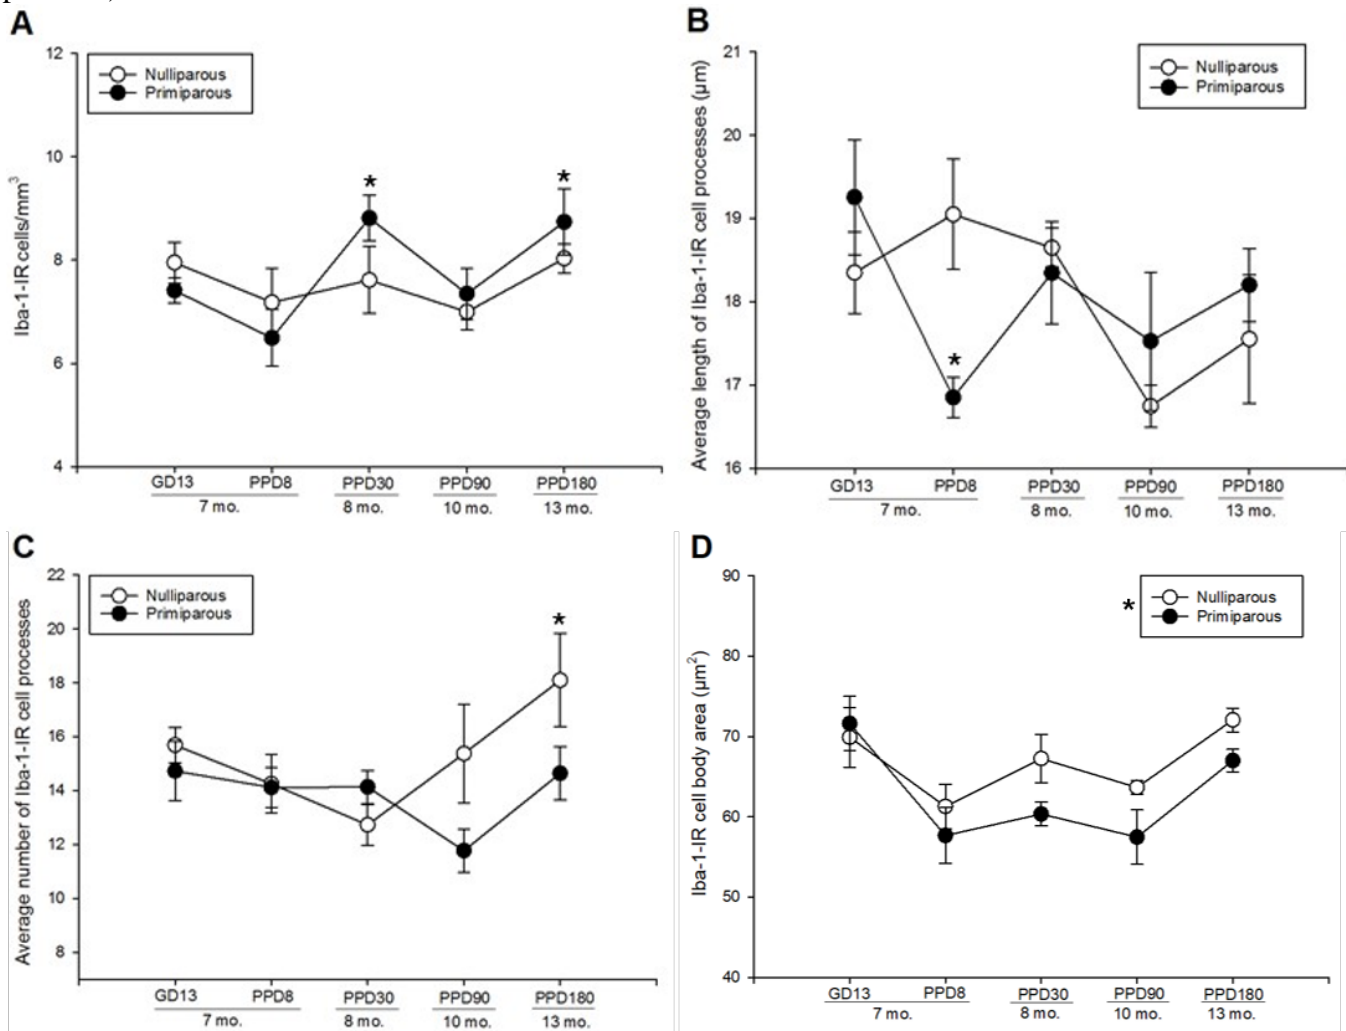 A
12
10
8
6
4
Iba-1-IR cells/mm³
Nulliparous
Primiparous
*
*
GD13 PPD8 PPD30 PPD90 PPD180
7 mo. 8 mo. 10 mo. 13 mo.
B
21
20
19
18
17
16
Average length of Iba-1-IR cell processes (µm)
Nulliparous
Primiparous
*
GD13 PPD8 PPD30 PPD90 PPD180
7 mo. 8 mo. 10 mo. 13 mo.
C
22
20
18
16
14
12
10
8
Average number of Iba-1-IR cell processes
Nulliparous
Primiparous
*
GD13 PPD8 PPD30 PPD90 PPD180
7 mo. 8 mo. 10 mo. 13 mo.
D
90
80
70
60
50
40
Iba-1-IR cell body area (µm²)
*
Nulliparous
Primiparous
GD13 PPD8 PPD30 PPD90 PPD180
7 mo. 8 mo. 10 mo. 13 mo.